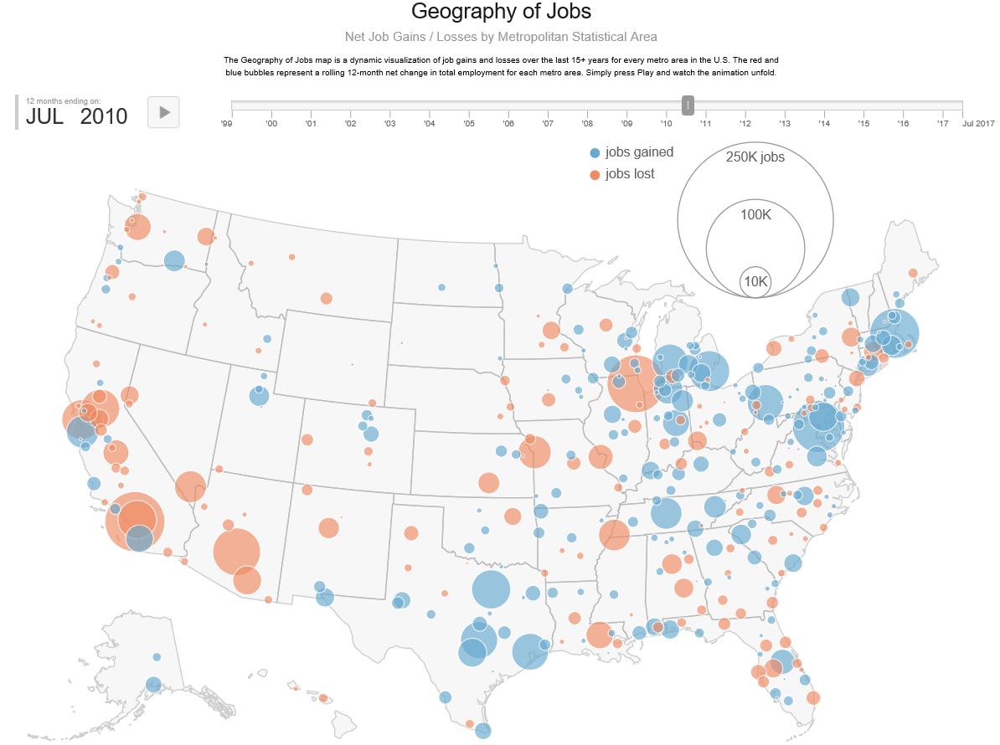 Geography of Jobs
Net Job Gains / Losses by Metropolitan Statistical Area
The Geography of Jobs map is a dynamic visualization of job gains and losses over the last 15+ years for every metro area in the U.S. The red and
blue bubbles represent a rolling 12-month net change in total employment for each metro area. Simply press Play and watch the animation unfold.
12 months ending on:
JUL 2010
'99 '00 '01 '02 '03 '04 '05 '06 '07 '08 '09 '10 '11 '12 '13 '14 '15 '16 '17 Jul 2017
jobs gained
jobs lost
250K jobs
100K
10K